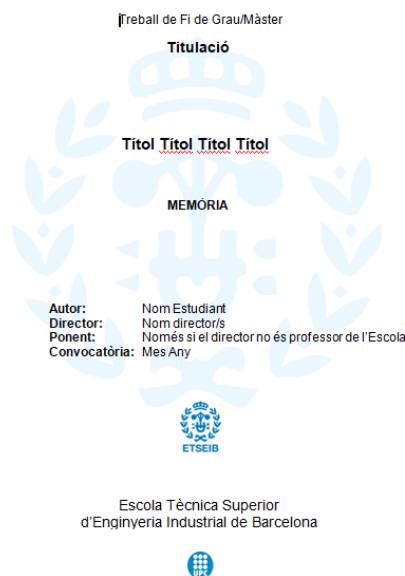 Treball de Fi de Grau/Màster
Titulació
Títol Títol Títol Títol
MEMÓRIA
Autor: Nom Estudiant
Director: Nom director/s
Ponent: Només si el director no és professor de l'Escola
Convocatòria: Mes Any
ETSEIB
Escola Tècnica Superior
d'Enginyeria Industrial de Barcelona
UPC